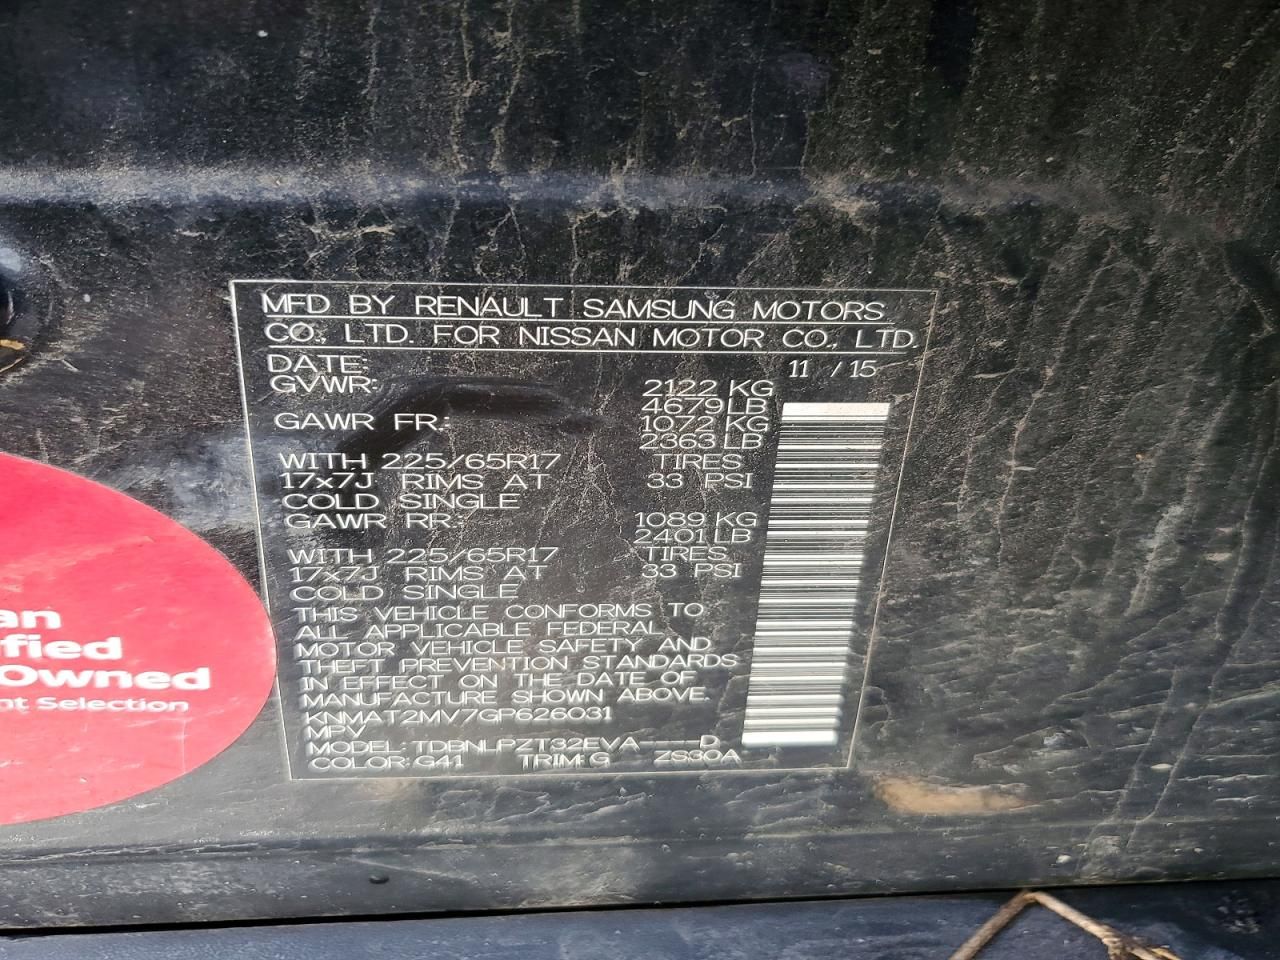 MFD BY RENAULT SAMSUNG MOTORS
CO., LTD. FOR NISSAN MOTOR CO., LTD.
DATE: 11 / 15
GVWR: 2122 KG
4679 LB
GAWR FR.: 1072 KG
2363 LB
WITH 225/65R17 TIRES
17x7J RIMS AT 33 PSI
COLD SINGLE
GAWR RR.: 1089 KG
2401 LB
WITH 225/65R17 TIRES
17x7J RIMS AT 33 PSI
COLD SINGLE
THIS VEHICLE CONFORMS TO
ALL APPLICABLE FEDERAL
MOTOR VEHICLE SAFETY AND
THEFT PREVENTION STANDARDS
IN EFFECT ON THE DATE OF
MANUFACTURE SHOWN ABOVE.
KNMAT2MV7GP626031
MPV
MODEL: TDBNLPZT32EVA----D
COLOR: G41 TRIM: G ZS30A
an
ified
Owned
nt Selection